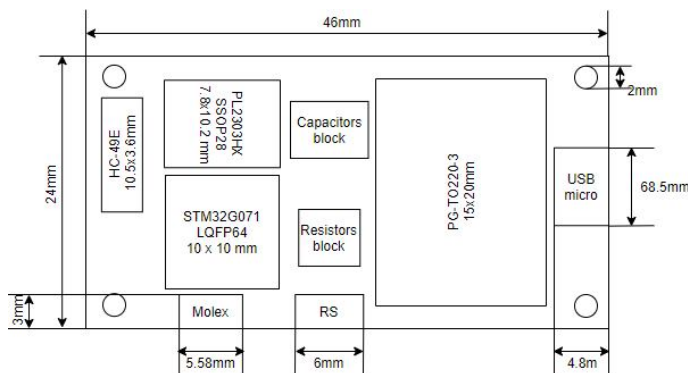 46mm
2mm
PL2303HX
SSOP28
7.8x10.2 mm
Capacitors
block
HC-49E
10.5x3.6mm
24mm
PG-TO220-3
15x20mm
USB
micro
68.5mm
STM32G071
LQFP64
10 x 10 mm
Resistors
block
3mm
Molex
RS
5.58mm
6mm
4.8m